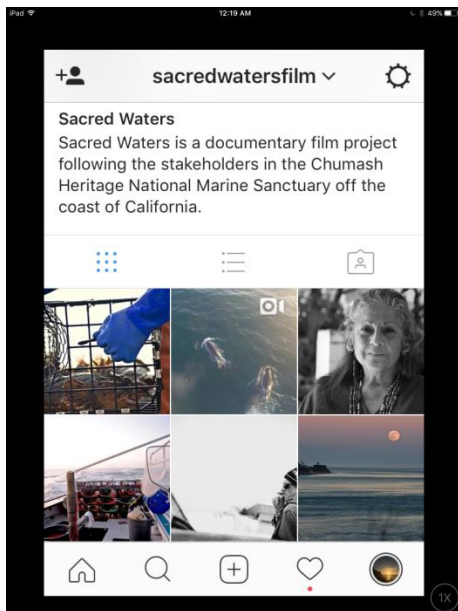 iPad 12:19 AM 49%
sacredwatersfilm
Sacred Waters
Sacred Waters is a documentary film project
following the stakeholders in the Chumash
Heritage National Marine Sanctuary off the
coast of California.
1X